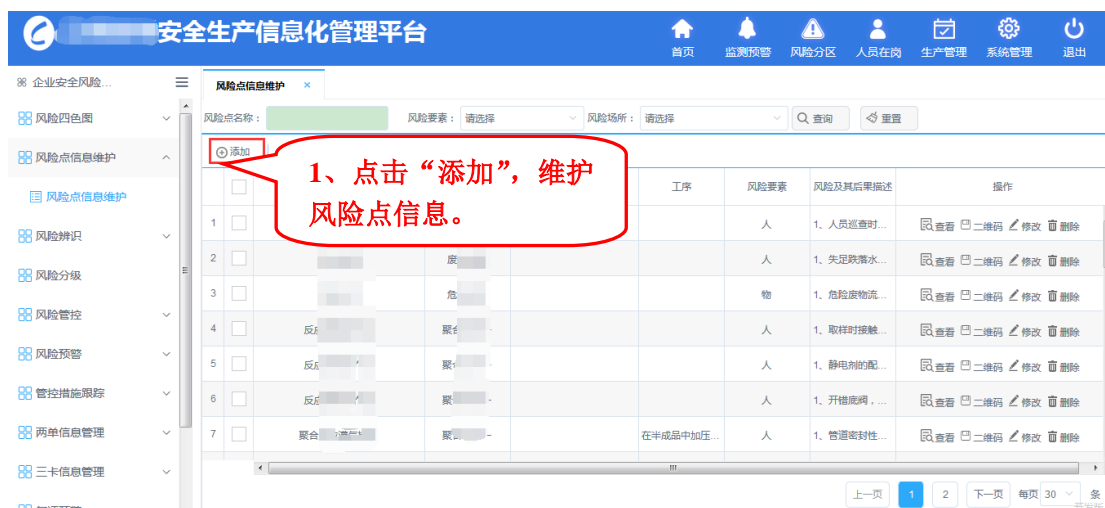 安全生产信息化管理平台
首页
监测预警
风险分区
人员在岗
生产管理
系统管理
退出
企业安全风险...
风险点信息维护 ×
风险四色图
风险点信息维护
风险点信息维护
风险辨识
风险分级
风险管控
风险预警
管控措施跟踪
两单信息管理
三卡信息管理
风险点名称：
风险要素： 请选择
风险场所： 请选择
查询
重置
添加
1、点击“添加”，维护
风险点信息。
工序 风险要素 风险及其后果描述 操作
1 人 1、人员巡查时... 查看 二维码 修改 删除
2 废 人 1、失足跌落水... 查看 二维码 修改 删除
3 危 物 1、危险废物流... 查看 二维码 修改 删除
4 反 聚合 人 1、取样时接触... 查看 二维码 修改 删除
5 反 聚 人 1、静电剂的配... 查看 二维码 修改 删除
6 反 聚 人 1、开错底阀，... 查看 二维码 修改 删除
7 聚合 聚 在半成品中加压... 人 1、管道密封性... 查看 二维码 修改 删除
上一页 1 2 下一页 每页 30 条